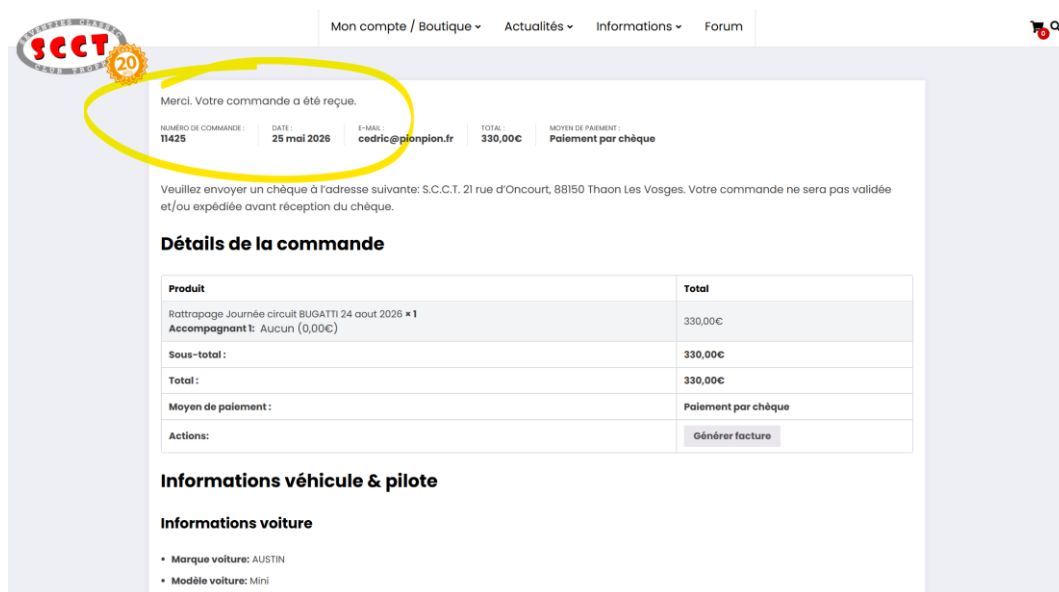 SEVENTIES CLASSIC
SCCT
CLUB TROPHY
20
Mon compte / Boutique
Actualités
Informations
Forum
0
Merci. Votre commande a été reçue.
NUMÉRO DE COMMANDE :
11425
DATE :
25 mai 2026
E-MAIL :
cedric@pionpion.fr
TOTAL :
330,00€
MOYEN DE PAIEMENT :
Paiement par chèque
Veuillez envoyer un chèque à l'adresse suivante: S.C.C.T. 21 rue d'Oncourt, 88150 Thaon Les Vosges. Votre commande ne sera pas validée
et/ou expédiée avant réception du chèque.
Détails de la commande
Produit Total
Rattrapage Journée circuit BUGATTI 24 aout 2026 × 1
Accompagnant 1: Aucun (0,00€)
330,00€
Sous-total : 330,00€
Total : 330,00€
Moyen de paiement : Paiement par chèque
Actions: Générer facture
Informations véhicule & pilote
Informations voiture
• Marque voiture: AUSTIN
• Modèle voiture: Mini